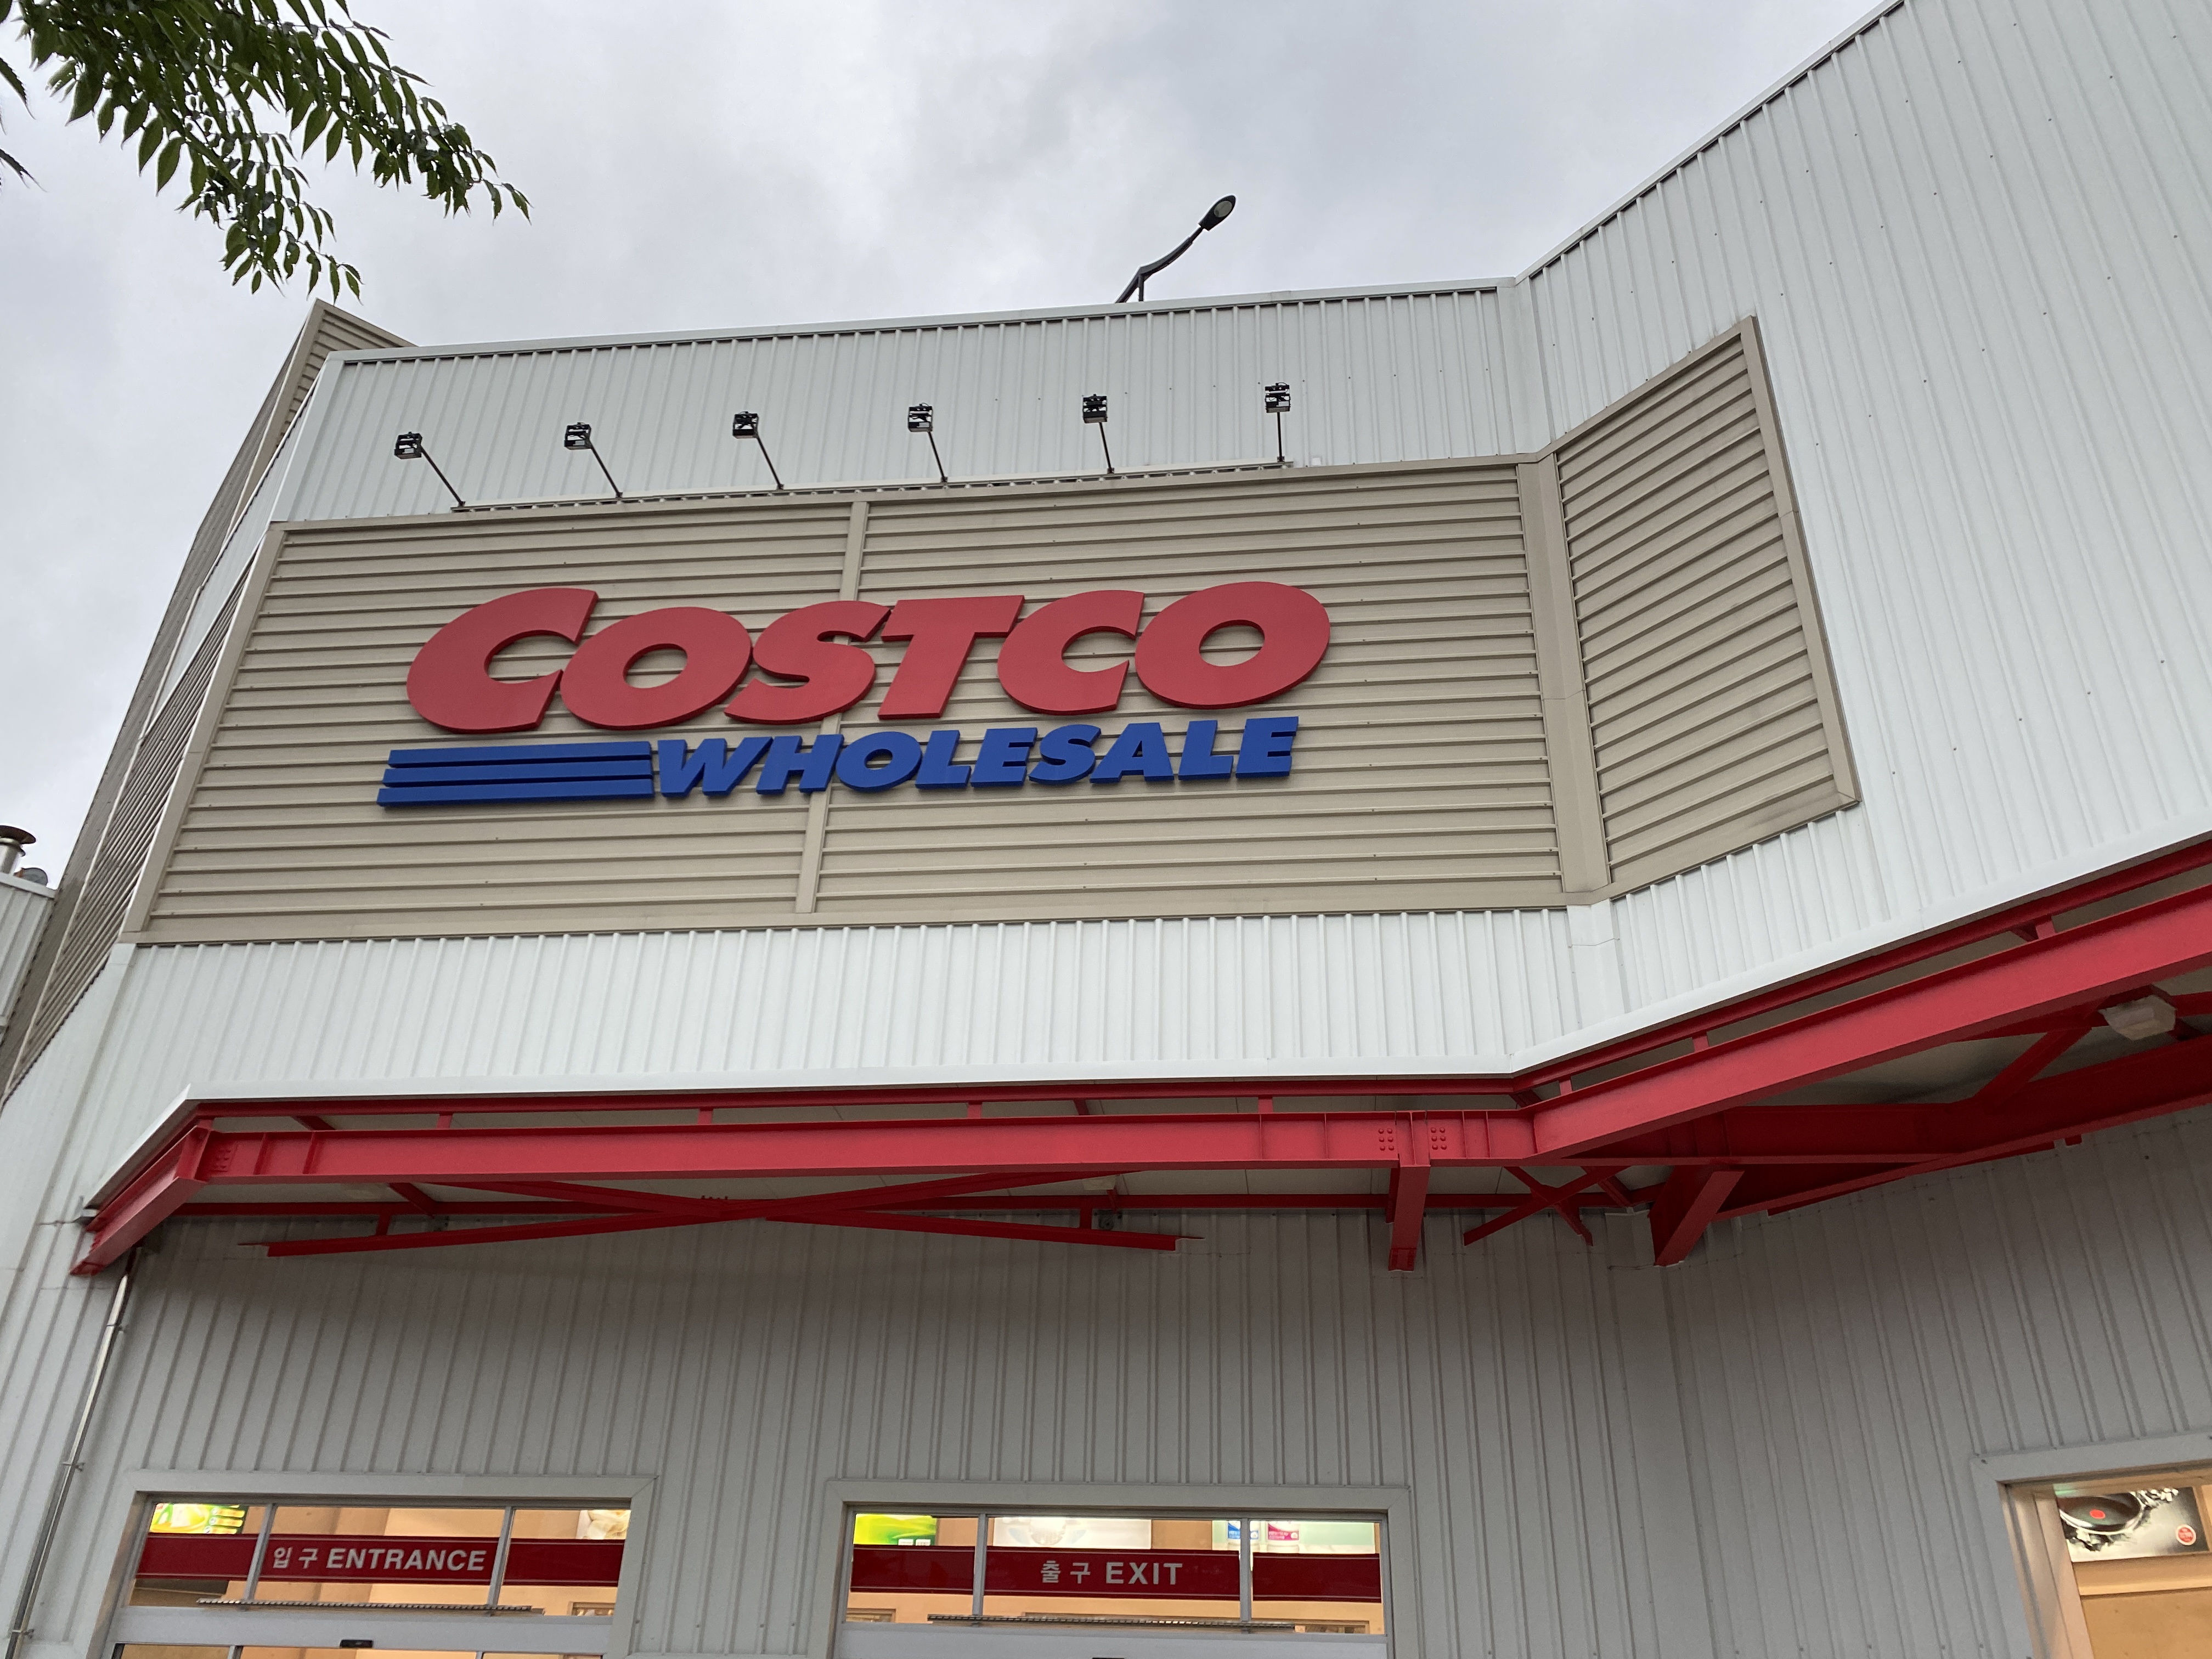 COSTCO
WHOLESALE
입구 ENTRANCE
출구 EXIT